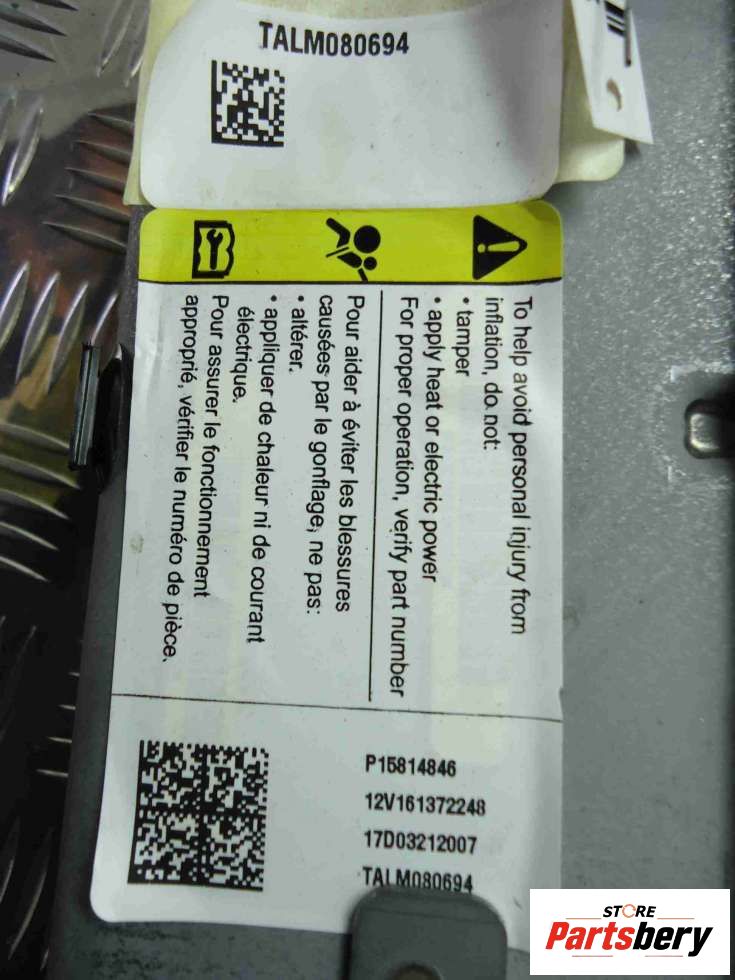 TALM080694
To help avoid personal injury from
inflation, do not:
• tamper
• apply heat or electric power
For proper operation, verify part number
Pour aider à éviter les blessures
causées par le gonflage, ne pas:
• altérer.
• appliquer de chaleur ni de courant
électrique.
Pour assurer le fonctionnement
approprié, vérifier le numéro de pièce.
P15814846
12V161372248
17D03212007
TALM080694
STORE
Partsbery